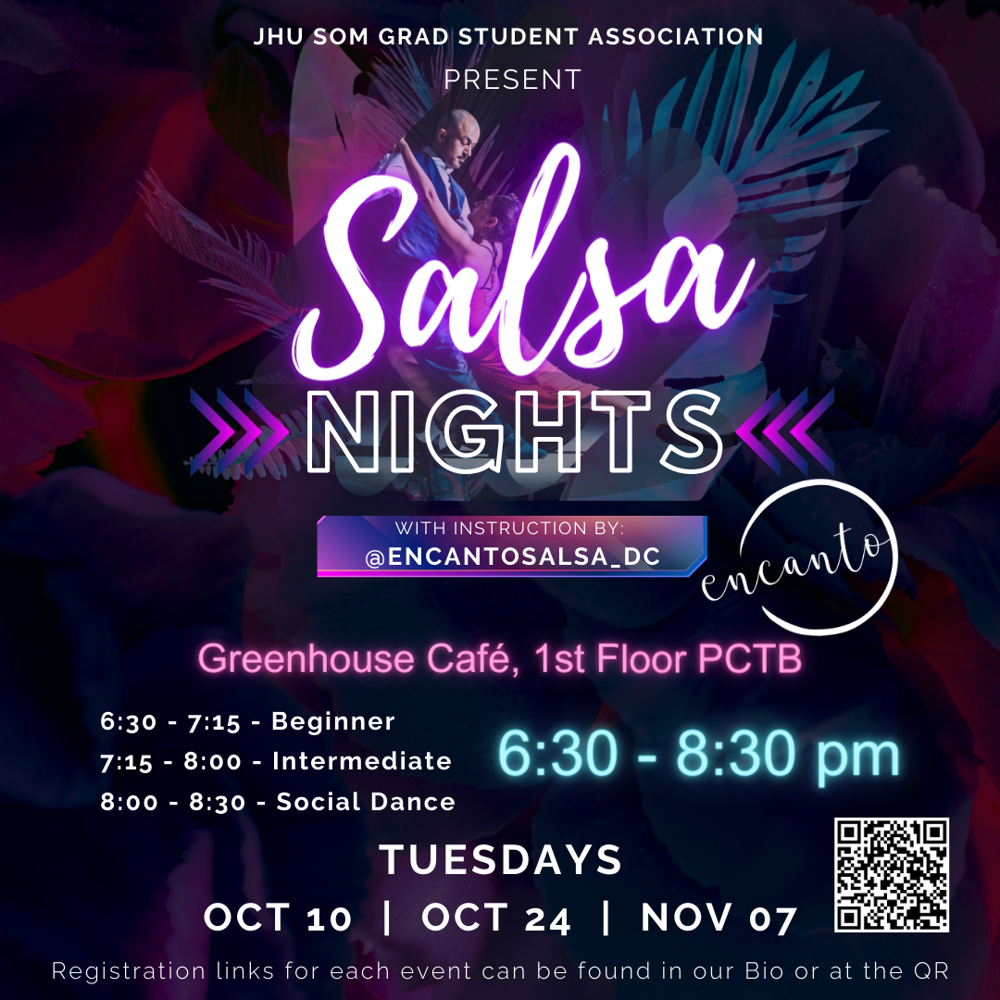 JHU SOM GRAD STUDENT ASSOCIATION
PRESENT
Salsa
NIGHTS
WITH INSTRUCTION BY:
@ENCANTOSALSA_DC
encanto
Greenhouse Café, 1st Floor PCTB
6:30 - 7:15 - Beginner
7:15 - 8:00 - Intermediate
8:00 - 8:30 - Social Dance
6:30 - 8:30 pm
TUESDAYS
OCT 10 | OCT 24 | NOV 07
Registration links for each event can be found in our Bio or at the QR